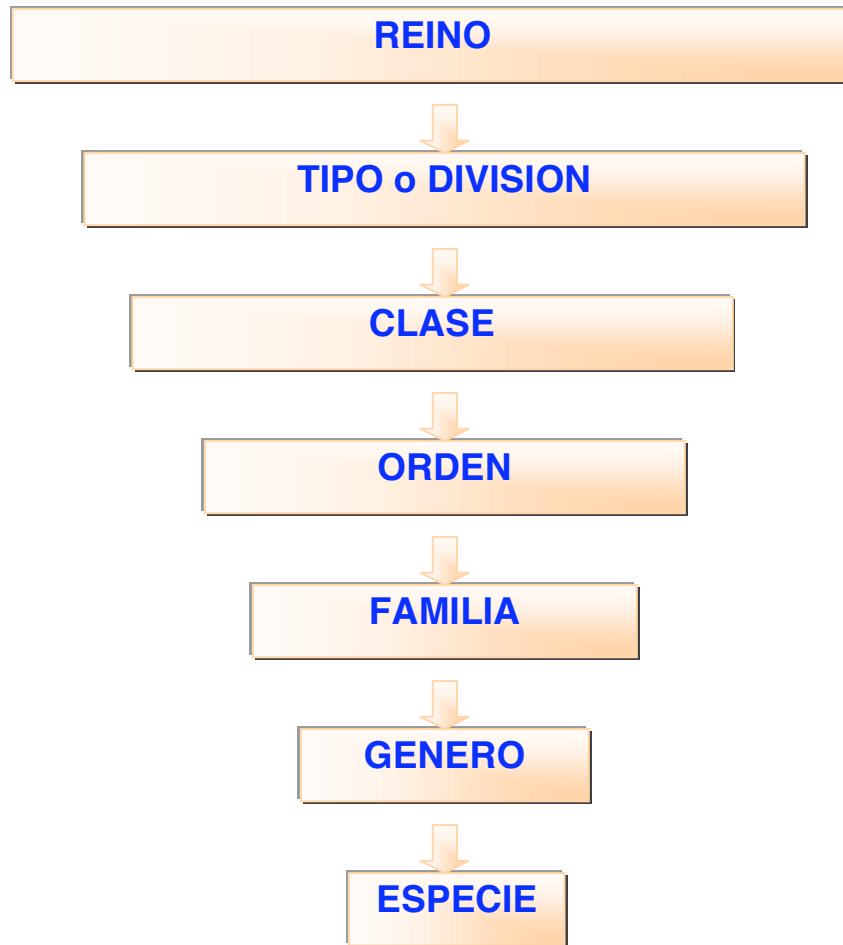 REINO
TIPO o DIVISION
CLASE
ORDEN
FAMILIA
GENERO
ESPECIE